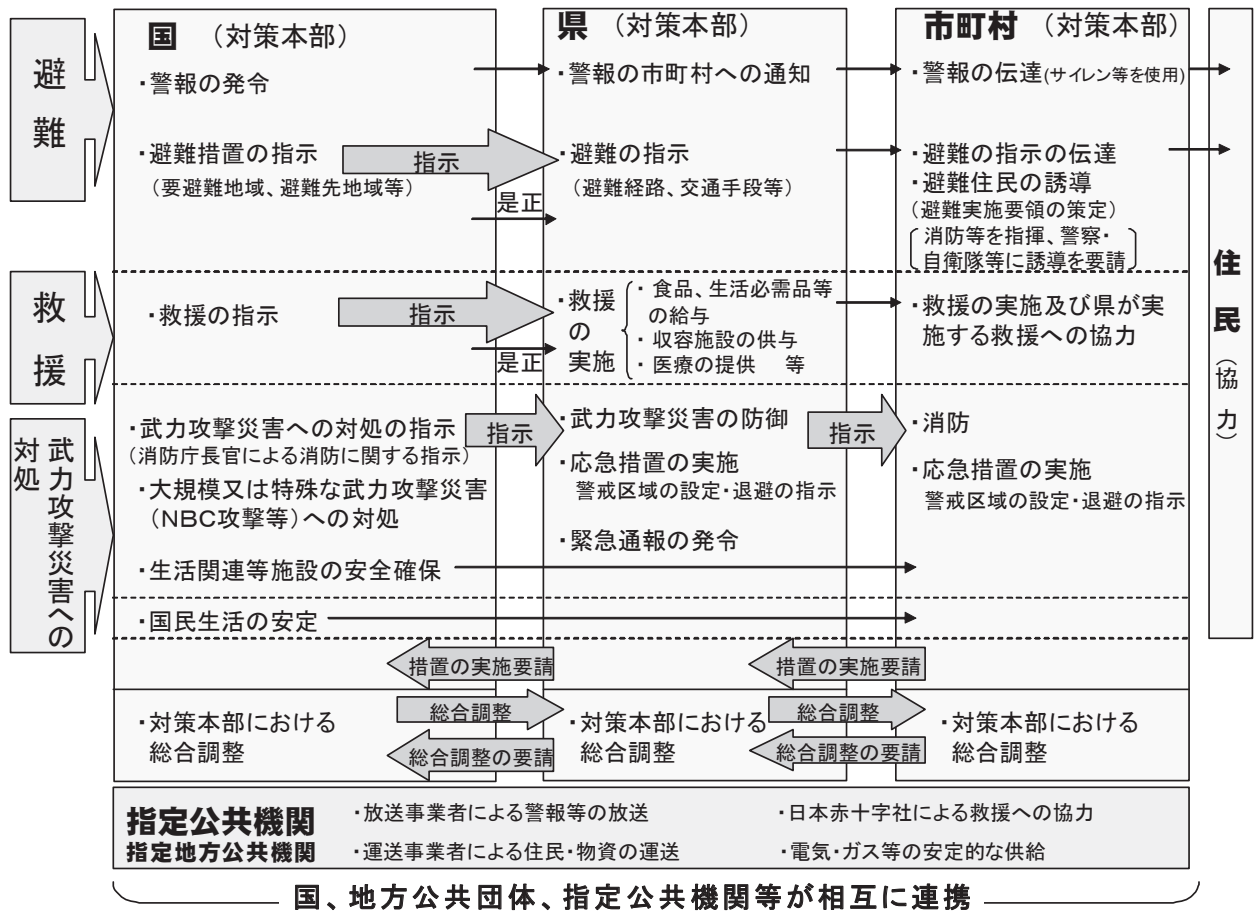 避難
国 (対策本部)
・警報の発令
・避難措置の指示
(要避難地域、避難先地域等)
指示
是正
県 (対策本部)
・警報の市町村への通知
・避難の指示
(避難経路、交通手段等)
市町村 (対策本部)
・警報の伝達(サイレン等を使用)
・避難の指示の伝達
・避難住民の誘導
(避難実施要領の策定)
消防等を指揮、警察・
自衛隊等に誘導を要請
救援
・救援の指示
指示
是正
・救援
の
実施
・食品、生活必需品等
の給与
・収容施設の供与
・医療の提供 等
・救援の実施及び県が実
施する救援への協力
武力攻撃災害への
対処
・武力攻撃災害への対処の指示
(消防庁長官による消防に関する指示)
・大規模又は特殊な武力攻撃災害
(NBC攻撃等)への対処
・生活関連等施設の安全確保
・国民生活の安定
指示
・武力攻撃災害の防御
・応急措置の実施
警戒区域の設定・退避の指示
・緊急通報の発令
指示
・消防
・応急措置の実施
警戒区域の設定・退避の指示
住民(協力)
措置の実施要請
措置の実施要請
・対策本部における
総合調整
総合調整
総合調整の要請
・対策本部における
総合調整
総合調整
総合調整の要請
・対策本部における
総合調整
指定公共機関
指定地方公共機関
・放送事業者による警報等の放送
・日本赤十字社による救援への協力
・運送事業者による住民・物資の運送
・電気・ガス等の安定的な供給
国、地方公共団体、指定公共機関等が相互に連携